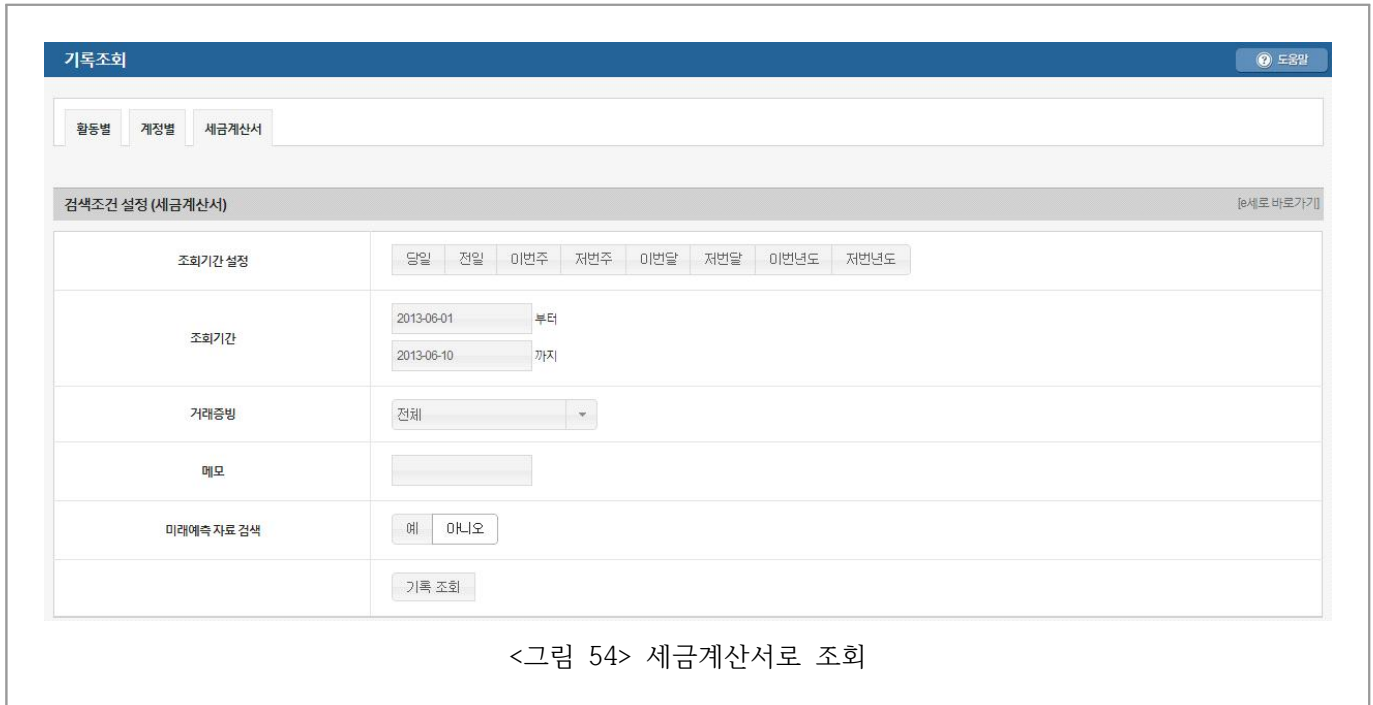 기록조회
도움말
활동별 계정별 세금계산서
검색조건 설정 (세금계산서) [e세로 바로가기]
조회기간 설정 당일 전일 이번주 저번주 이번달 저번달 이번년도 저번년도
2013-06-01 부터
조회기간
2013-06-10 까지
거래증빙 전체
메모
미래예측 자료 검색 예 아니오
기록 조회
<그림 54> 세금계산서로 조회